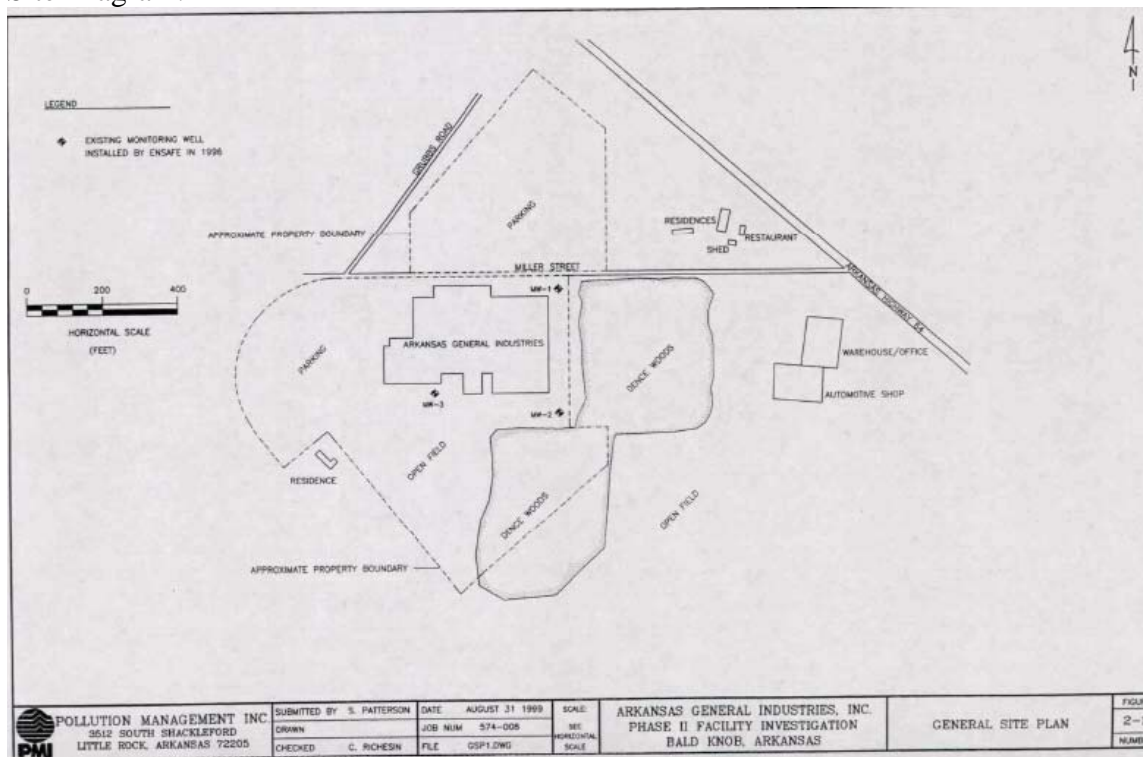 N
LEGEND
EXISTING MONITORING WELL
INSTALLED BY ENSAFE IN 1996
ROAD
PARKING
RESIDENCES
RESTAURANT
SHED
APPROXIMATE PROPERTY BOUNDARY
MILLER STREET
ARKANSAS HIGHWAY 64
0 200 400
HORIZONTAL SCALE
(FEET)
MW-1
ARKANSAS GENERAL INDUSTRIES
PARKING
DENCE WOODS
WAREHOUSE/OFFICE
AUTOMOTIVE SHOP
MW-3
MW-2
OPEN FIELD
RESIDENCE
DENCE WOODS
OPEN FIELD
APPROXIMATE PROPERTY BOUNDARY
PMI
POLLUTION MANAGEMENT INC.
3512 SOUTH SHACKLEFORD
LITTLE ROCK, ARKANSAS 72205
SUBMITTED BY S. PATTERSON
DRAWN
CHECKED C. RICHESIN
DATE AUGUST 31 1999
JOB NUM 574-006
FILE GSP1.DWG
SCALE:
SEE
HORIZONTAL
SCALE
ARKANSAS GENERAL INDUSTRIES, INC.
PHASE II FACILITY INVESTIGATION
BALD KNOB, ARKANSAS
GENERAL SITE PLAN